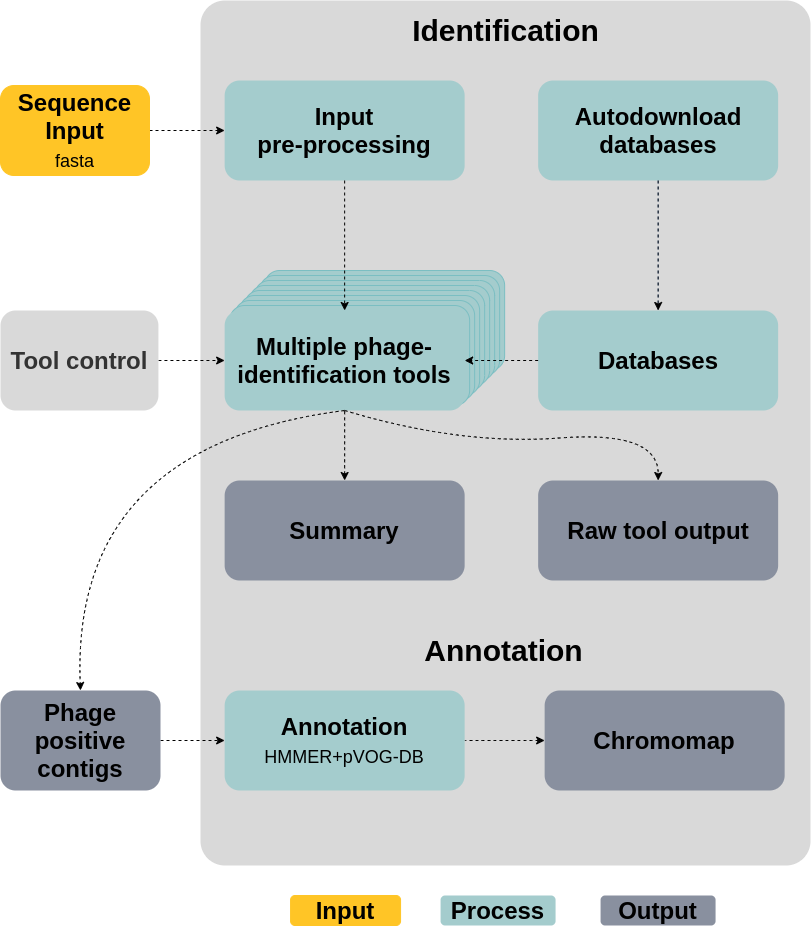 Identification
Sequence
Input
fasta
Input
pre-processing
Autodownload
databases
Tool control
Multiple phage-
identification tools
Databases
Summary
Raw tool output
Annotation
Phage
positive
contigs
Annotation
HMMER+pVOG-DB
Chromomap
Input
Process
Output